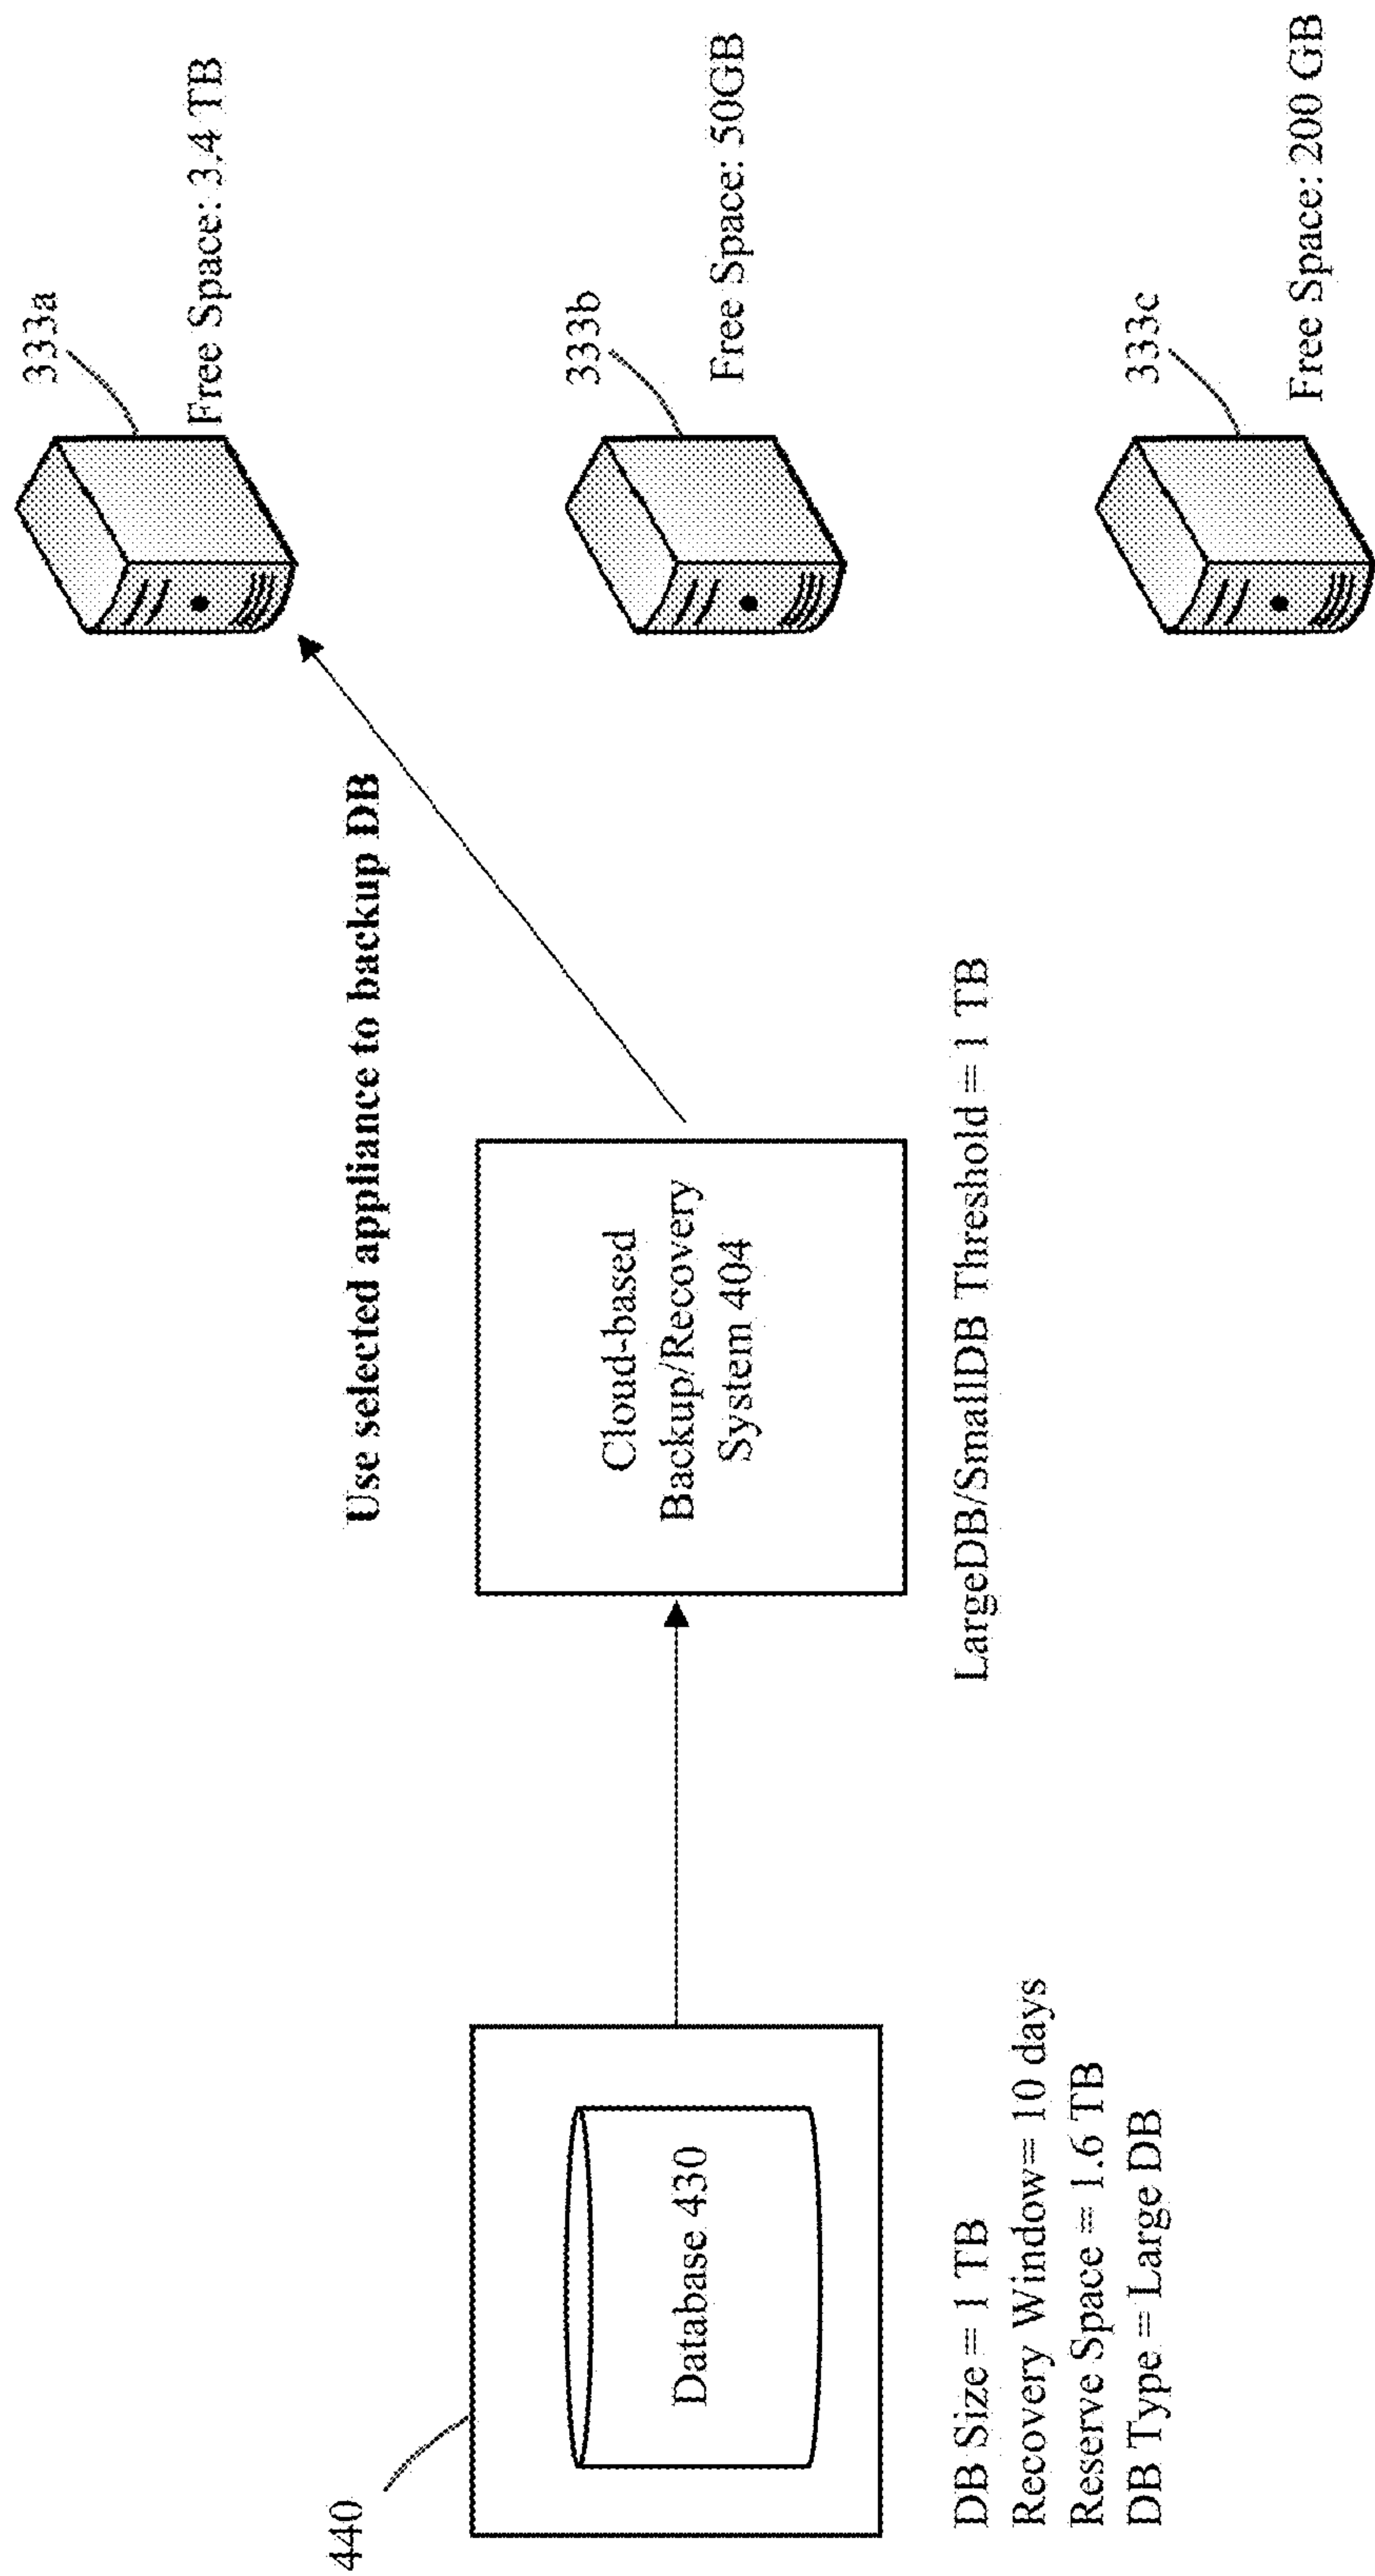 440
Database 430
DB Size = 1 TB
Recovery Window= 10 days
Reserve Space = 1.6 TB
DB Type = Large DB
Cloud-based
Backup/Recovery
System 404
LargeDB/SmallDB Threshold = 1 TB
Use selected appliance to backup DB
333a
Free Space: 3.4 TB
333b
Free Space: 50GB
333c
Free Space: 200 GB